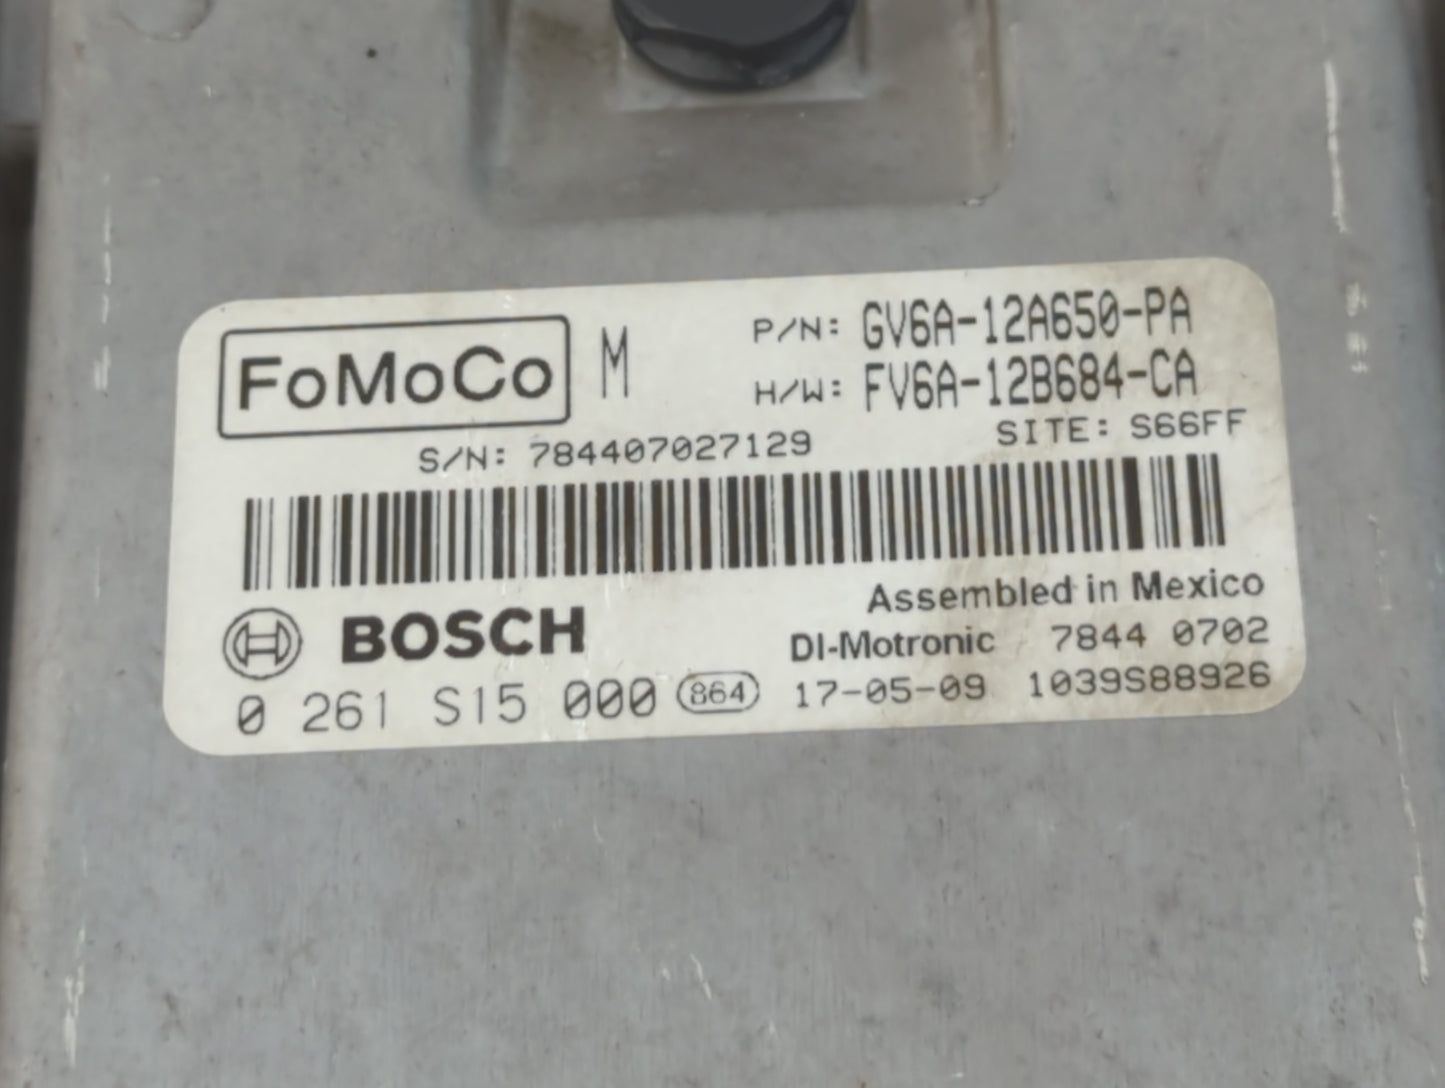 FoMoCo M P/N: GV6A-12A650-PA
H/W: FV6A-12B684-CA
S/N: 784407027129 SITE: S66FF
Assembled in Mexico
BOSCH DI-Motronic 7844 0702
0 261 S15 000 864 17-05-09 1039S88926